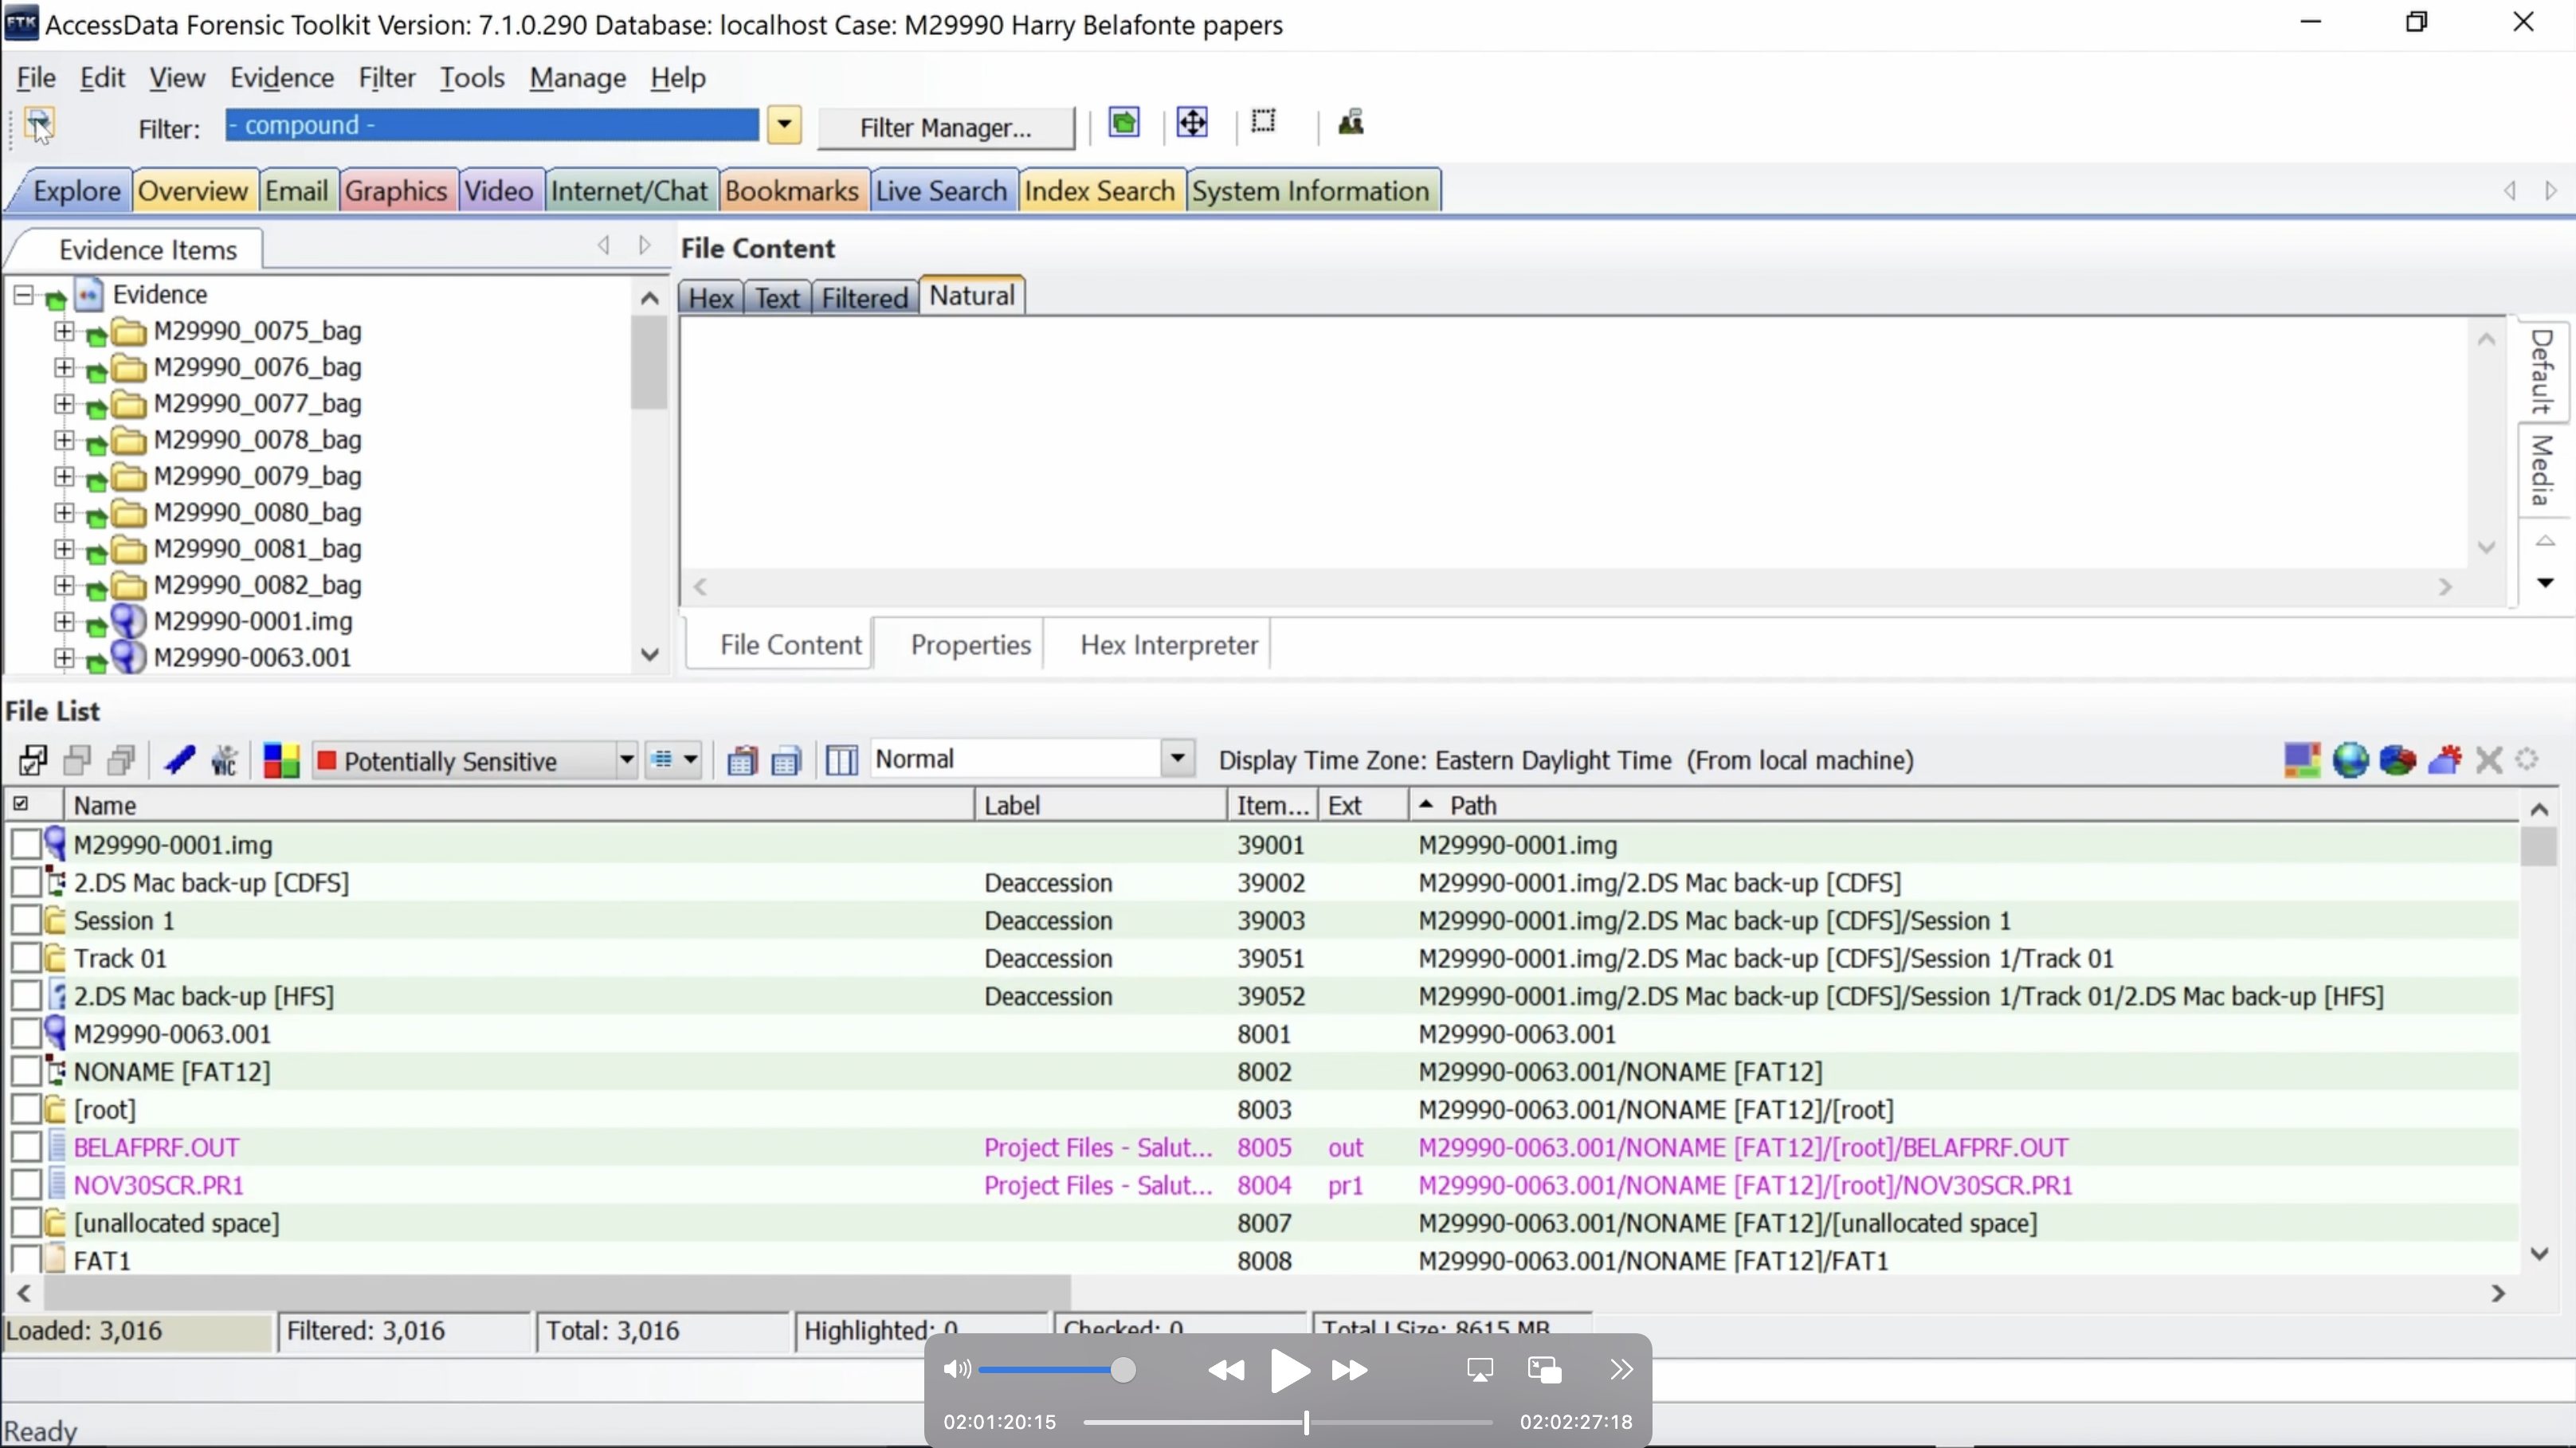 FTK AccessData Forensic Toolkit Version: 7.1.0.290 Database: localhost Case: M29990 Harry Belafonte papers
File Edit View Evidence Filter Tools Manage Help
Filter: - compound - Filter Manager...
Explore Overview Email Graphics Video Internet/Chat Bookmarks Live Search Index Search System Information
Evidence Items
Evidence
M29990_0075_bag
M29990_0076_bag
M29990_0077_bag
M29990_0078_bag
M29990_0079_bag
M29990_0080_bag
M29990_0081_bag
M29990_0082_bag
M29990-0001.img
M29990-0063.001
File Content
Hex Text Filtered Natural
Default
Media
File Content Properties Hex Interpreter
File List
Potentially Sensitive Normal Display Time Zone: Eastern Daylight Time (From local machine)
Name Label Item... Ext Path
M29990-0001.img 39001 M29990-0001.img
2.DS Mac back-up [CDFS] Deaccession 39002 M29990-0001.img/2.DS Mac back-up [CDFS]
Session 1 Deaccession 39003 M29990-0001.img/2.DS Mac back-up [CDFS]/Session 1
Track 01 Deaccession 39051 M29990-0001.img/2.DS Mac back-up [CDFS]/Session 1/Track 01
2.DS Mac back-up [HFS] Deaccession 39052 M29990-0001.img/2.DS Mac back-up [CDFS]/Session 1/Track 01/2.DS Mac back-up [HFS]
M29990-0063.001 8001 M29990-0063.001
NONAME [FAT12] 8002 M29990-0063.001/NONAME [FAT12]
[root] 8003 M29990-0063.001/NONAME [FAT12]/[root]
BELAFPRF.OUT Project Files - Salut... 8005 out M29990-0063.001/NONAME [FAT12]/[root]/BELAFPRF.OUT
NOV30SCR.PR1 Project Files - Salut... 8004 pr1 M29990-0063.001/NONAME [FAT12]/[root]/NOV30SCR.PR1
[unallocated space] 8007 M29990-0063.001/NONAME [FAT12]/[unallocated space]
FAT1 8008 M29990-0063.001/NONAME [FAT12]/FAT1
Loaded: 3,016 Filtered: 3,016 Total: 3,016 Highlighted: 0 Checked: 0 Total LSize: 8615 MB
02:01:20:15 02:02:27:18
Ready